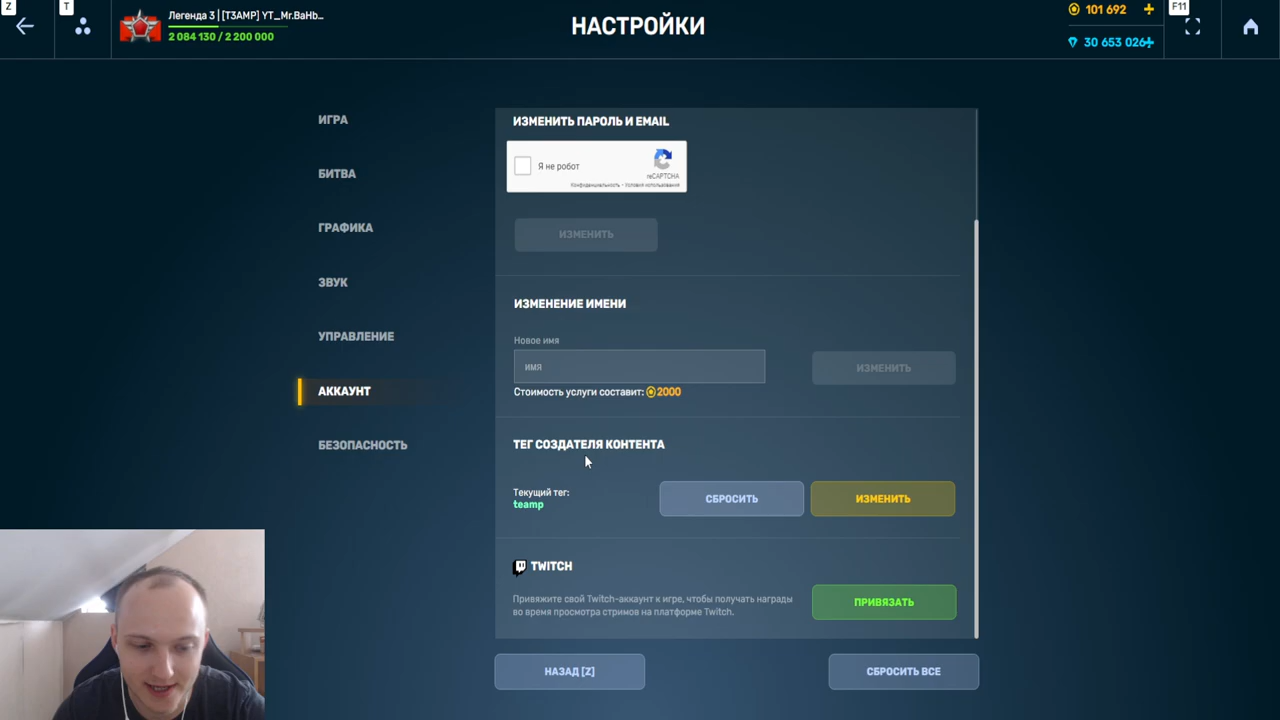 Z
T
Легенда 3 | [T3AMP] YT_Mr.BaHb...
2 084 130 / 2 200 000
НАСТРОЙКИ
101 692 +
30 653 026+
F11
ИГРА
БИТВА
ГРАФИКА
ЗВУК
УПРАВЛЕНИЕ
АККАУНТ
БЕЗОПАСНОСТЬ
ИЗМЕНИТЬ ПАРОЛЬ И EMAIL
Я не робот
reCAPTCHA
Конфиденциальность - Условия использования
ИЗМЕНИТЬ
ИЗМЕНЕНИЕ ИМЕНИ
Новое имя
имя
ИЗМЕНИТЬ
Стоимость услуги составит: 2000
ТЕГ СОЗДАТЕЛЯ КОНТЕНТА
Текущий тег:
teamp
СБРОСИТЬ
ИЗМЕНИТЬ
TWITCH
Привяжите свой Twitch-аккаунт к игре, чтобы получать награды
во время просмотра стримов на платформе Twitch.
ПРИВЯЗАТЬ
НАЗАД [Z]
СБРОСИТЬ ВСЕ